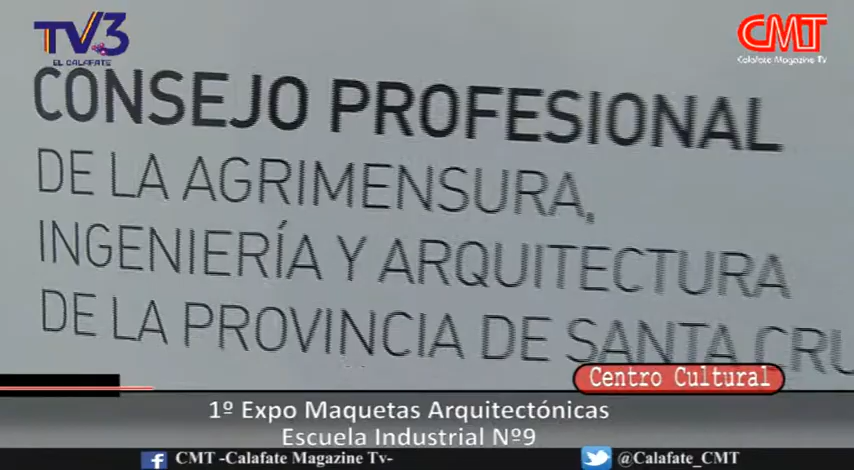 TV3
EL CALAFATE
CMT
Calafate Magazine Tv
CONSEJO PROFESIONAL
DE LA AGRIMENSURA,
INGENIERÍA Y ARQUITECTURA
DE LA PROVINCIA DE SANTA CRU
Centro Cultural
1º Expo Maquetas Arquitectónicas
Escuela Industrial Nº9
CMT -Calafate Magazine Tv-
@Calafate_CMT